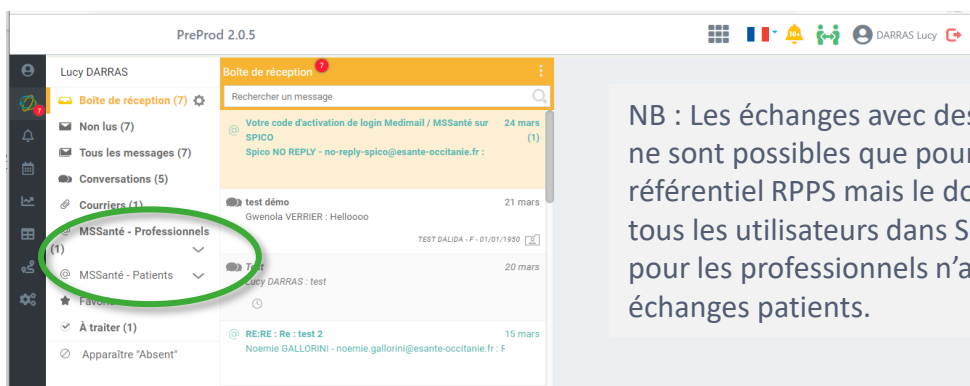 PreProd 2.0.5
10+
DARRAS Lucy
Lucy DARRAS
7
Boîte de réception (7)
Non lus (7)
Tous les messages (7)
Conversations (5)
Courriers (1)
@ MSSanté - Professionnels
(1)
@ MSSanté - Patients
À traiter (1)
Apparaître "Absent"
Boîte de réception 7
Rechercher un message
@ Votre code d'activation de login Medimail / MSSanté sur 24 mars
SPICO (1)
Spico NO REPLY - no-reply-spico@esante-occitanie.fr :
test démo 21 mars
Gwenola VERRIER : Helloooo
TEST DALIDA - F - 01/01/1950
Test 20 mars
Lucy DARRAS : test
@ RE:RE : Re : test 2 15 mars
Noemie GALLORINI - noemie.gallorini@esante-occitanie.fr :
NB : Les échanges avec des
ne sont possibles que pour
référentiel RPPS mais le do
tous les utilisateurs dans S
pour les professionnels n'a
échanges patients.